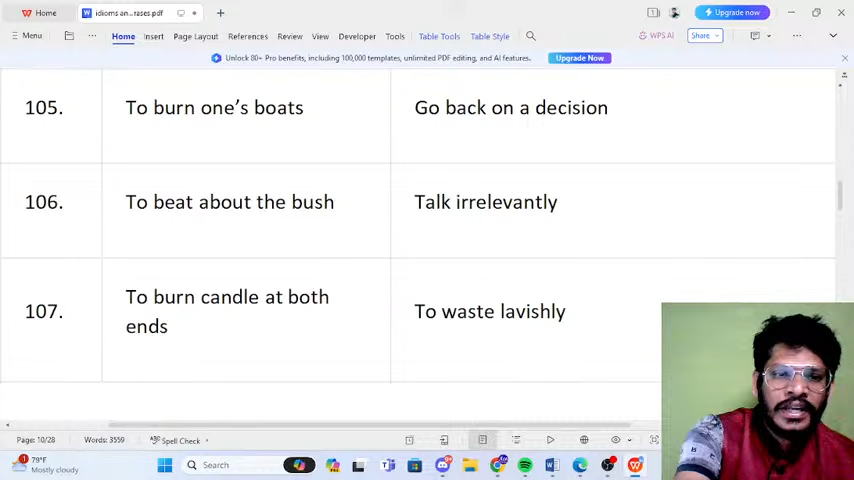 Home
idioms an...rases.pdf
Upgrade now
Menu
Home Insert Page Layout References Review View Developer Tools Table Tools Table Style
WPS AI
Share
Unlock 80+ Pro benefits, including 100,000 templates, unlimited PDF editing, and AI features.
Upgrade Now
105. To burn one's boats Go back on a decision
106. To beat about the bush Talk irrelevantly
107. To burn candle at both ends To waste lavishly
Page: 10/28 Words: 3559 Spell Check
79°F
Mostly cloudy
Search